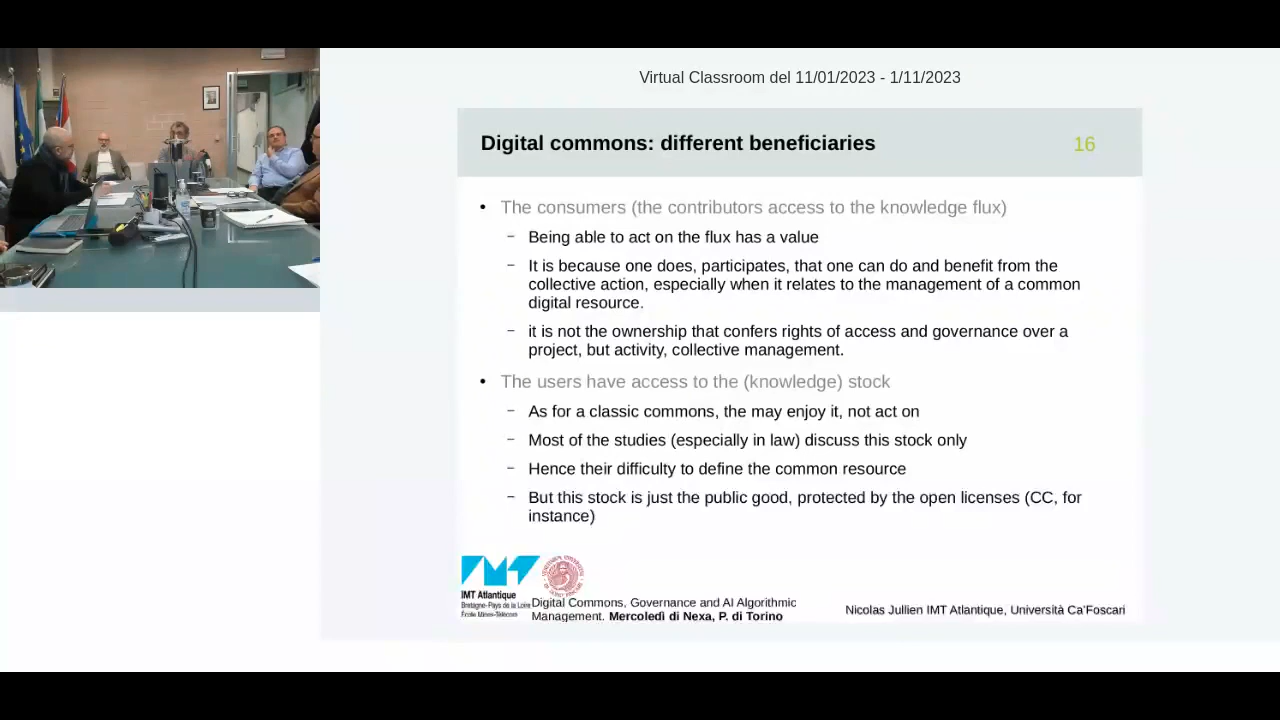 Virtual Classroom del 11/01/2023 - 1/11/2023
Digital commons: different beneficiaries
16
• The consumers (the contributors access to the knowledge flux)
– Being able to act on the flux has a value
– It is because one does, participates, that one can do and benefit from the
collective action, especially when it relates to the management of a common
digital resource.
– it is not the ownership that confers rights of access and governance over a
project, but activity, collective management.
• The users have access to the (knowledge) stock
– As for a classic commons, the may enjoy it, not act on
– Most of the studies (especially in law) discuss this stock only
– Hence their difficulty to define the common resource
– But this stock is just the public good, protected by the open licenses (CC, for
instance)
IMT Atlantique
Bretagne-Pays de la Loire
École Mines-Télécom
Digital Commons, Governance and AI Algorithmic
Management. Mercoledì di Nexa, P. di Torino
Nicolas Jullien IMT Atlantique, Università Ca'Foscari